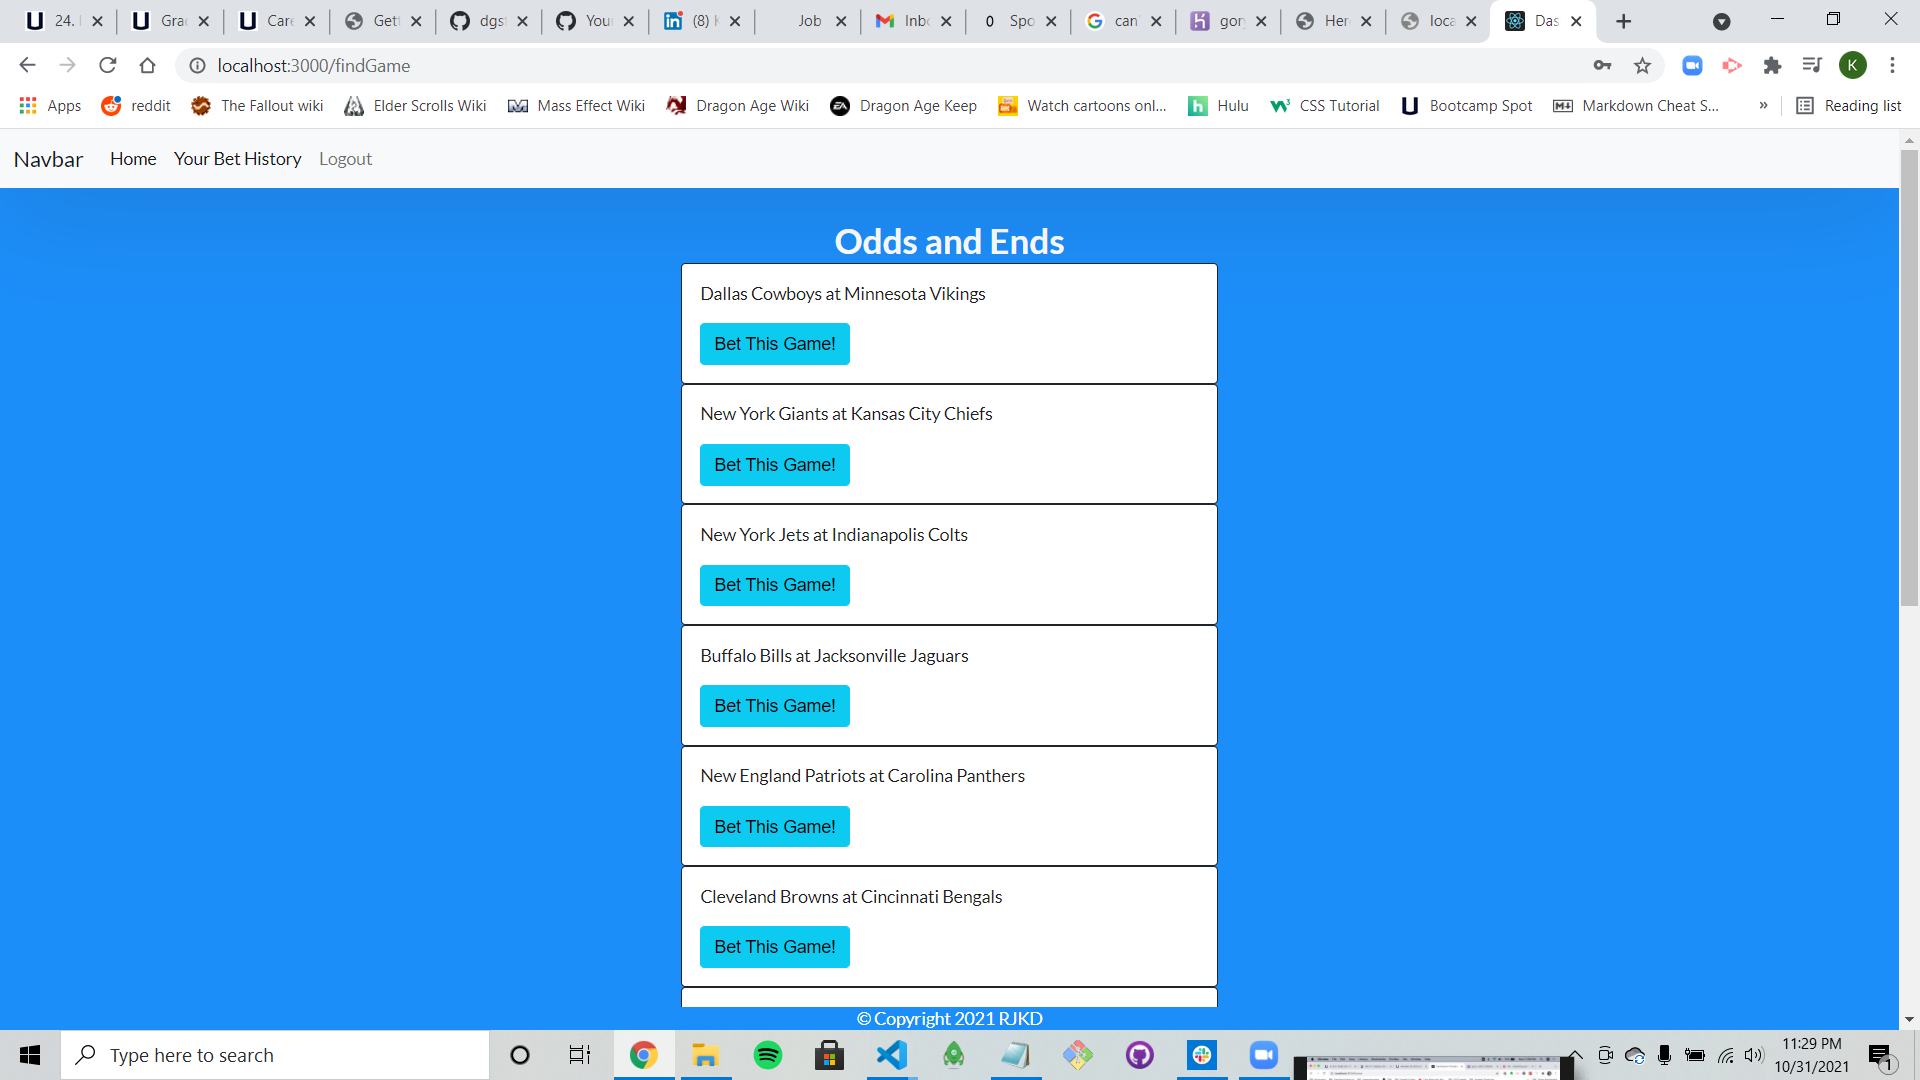 24. Gra Care Get dgs You (8) Job Inb Spo can' gor Her loca Das
localhost:3000/findGame K
Apps reddit The Fallout wiki Elder Scrolls Wiki Mass Effect Wiki Dragon Age Wiki Dragon Age Keep Watch cartoons onl... Hulu CSS Tutorial Bootcamp Spot Markdown Cheat S... » Reading list
Navbar Home Your Bet History Logout
Odds and Ends
Dallas Cowboys at Minnesota Vikings
Bet This Game!
New York Giants at Kansas City Chiefs
Bet This Game!
New York Jets at Indianapolis Colts
Bet This Game!
Buffalo Bills at Jacksonville Jaguars
Bet This Game!
New England Patriots at Carolina Panthers
Bet This Game!
Cleveland Browns at Cincinnati Bengals
Bet This Game!
© Copyright 2021 RJKD
Type here to search
11:29 PM
10/31/2021
1